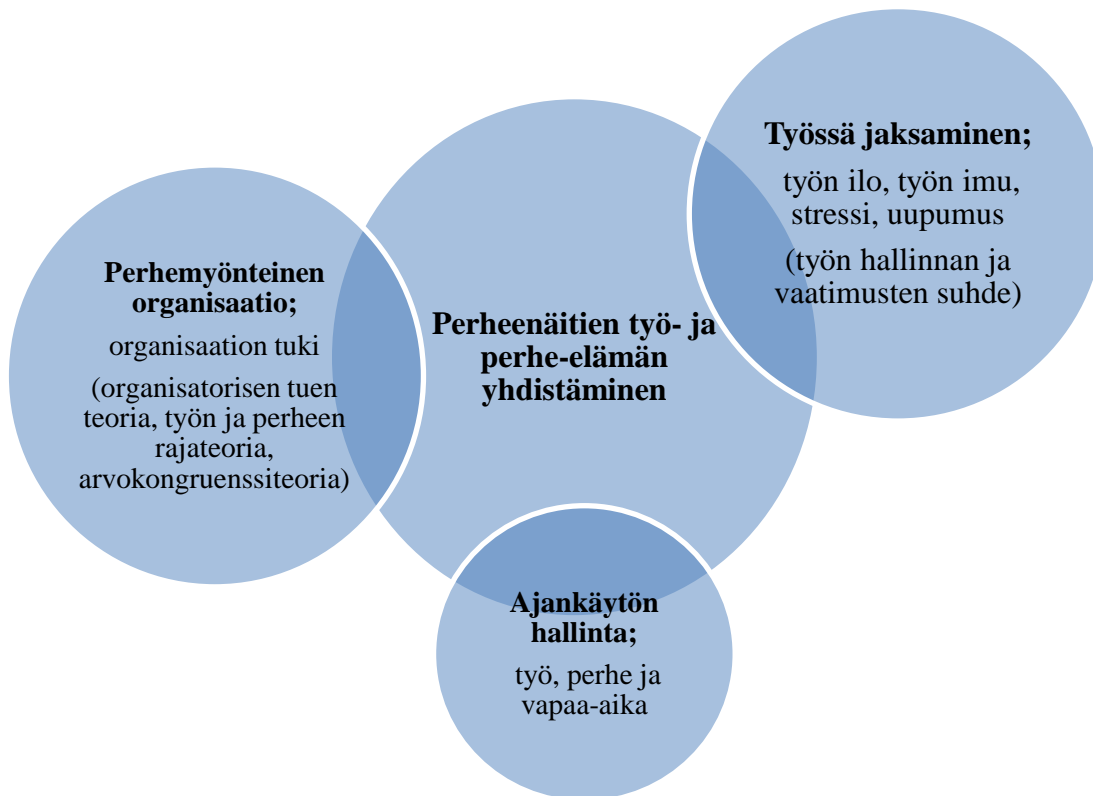 Työssä jaksaminen;
työn ilo, työn imu,
stressi, uupumus
(työn hallinnan ja
vaatimusten suhde)
Perhemyönteinen
organisaatio;
organisaation tuki
(organisatorisen tuen
teoria, työn ja perheen
rajateoria,
arvokongruenssiteoria)
Perheenäitien työ- ja
perhe-elämän
yhdistäminen
Ajankäytön
hallinta;
työ, perhe ja
vapaa-aika